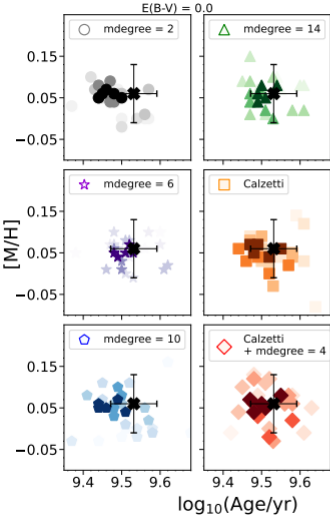 E(B-V) = 0.0
mdegree = 2
mdegree = 14
0.15
0.05
−0.05
mdegree = 6
Calzetti
0.15
0.05
−0.05
[M/H]
mdegree = 10
Calzetti
+ mdegree = 4
0.15
0.05
−0.05
9.4 9.5 9.6 9.4 9.5 9.6
log10(Age/yr)